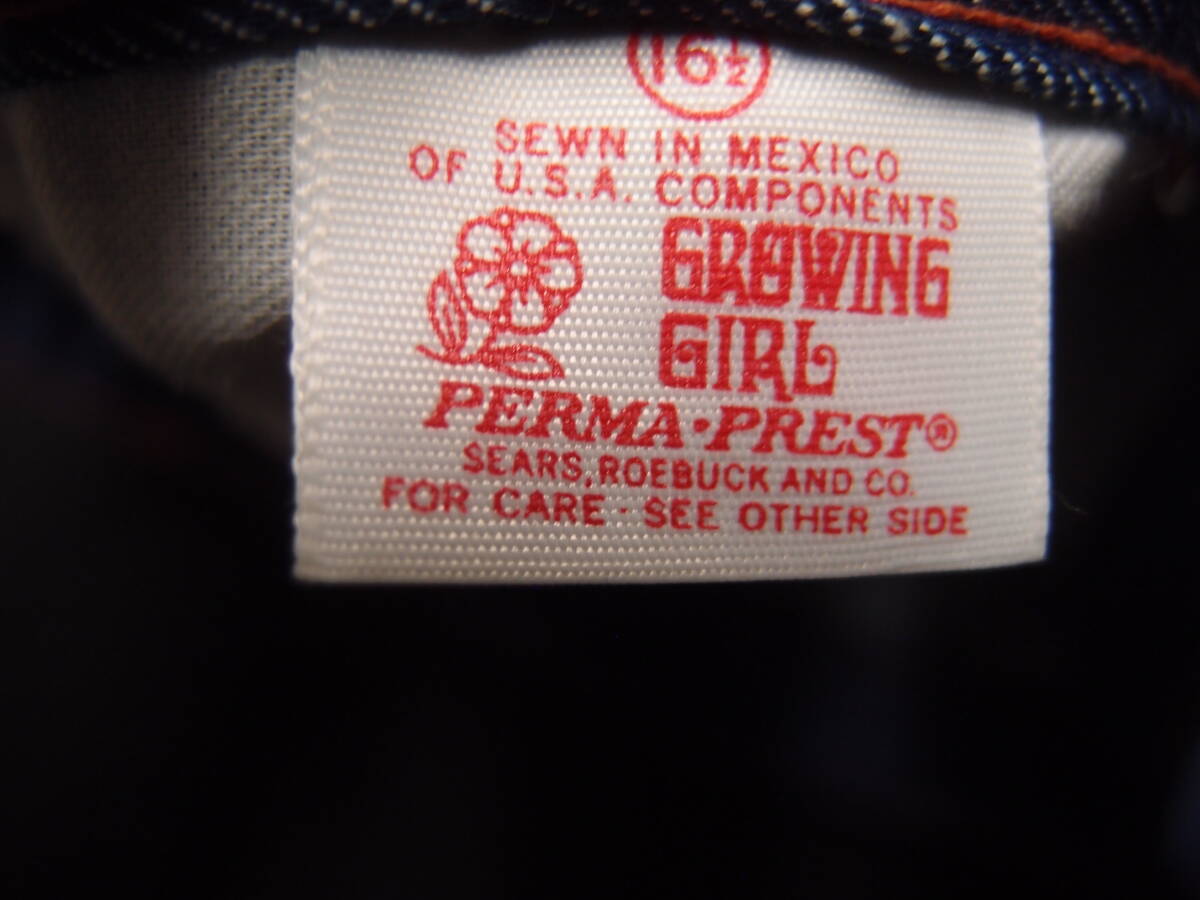 16½
SEWN IN MEXICO
OF U.S.A. COMPONENTS
GROWING
GIRL
PERMA·PREST®
SEARS, ROEBUCK AND CO.
FOR CARE · SEE OTHER SIDE